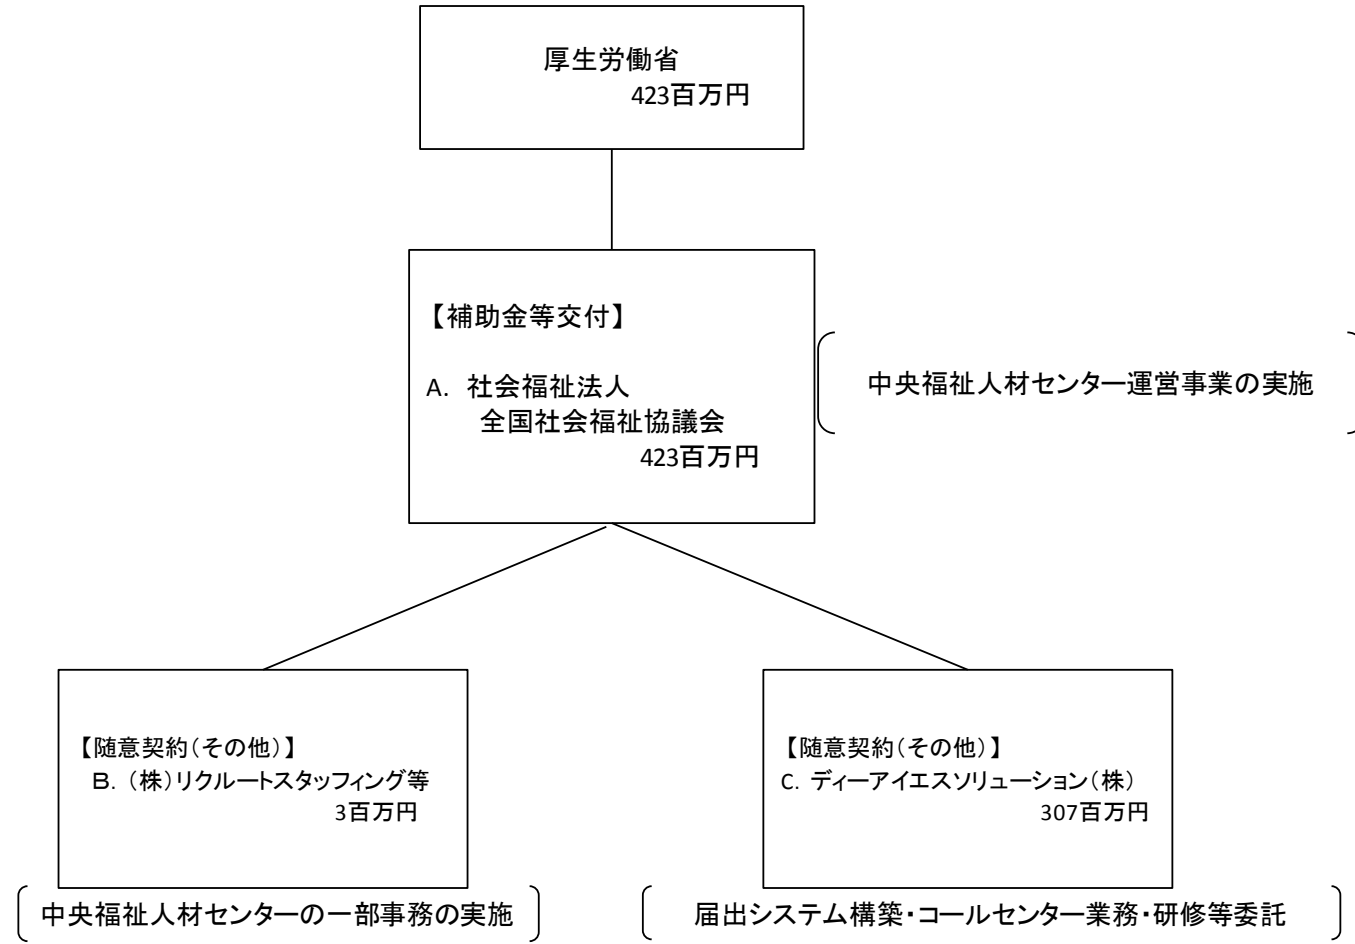 厚生労働省
423百万円
【補助金等交付】
A. 社会福祉法人
全国社会福祉協議会
423百万円
中央福祉人材センター運営事業の実施
【随意契約(その他)】
B. (株)リクルートスタッフィング等
3百万円
中央福祉人材センターの一部事務の実施
【随意契約(その他)】
C. ディーアイエスソリューション(株)
307百万円
届出システム構築・コールセンター業務・研修等委託